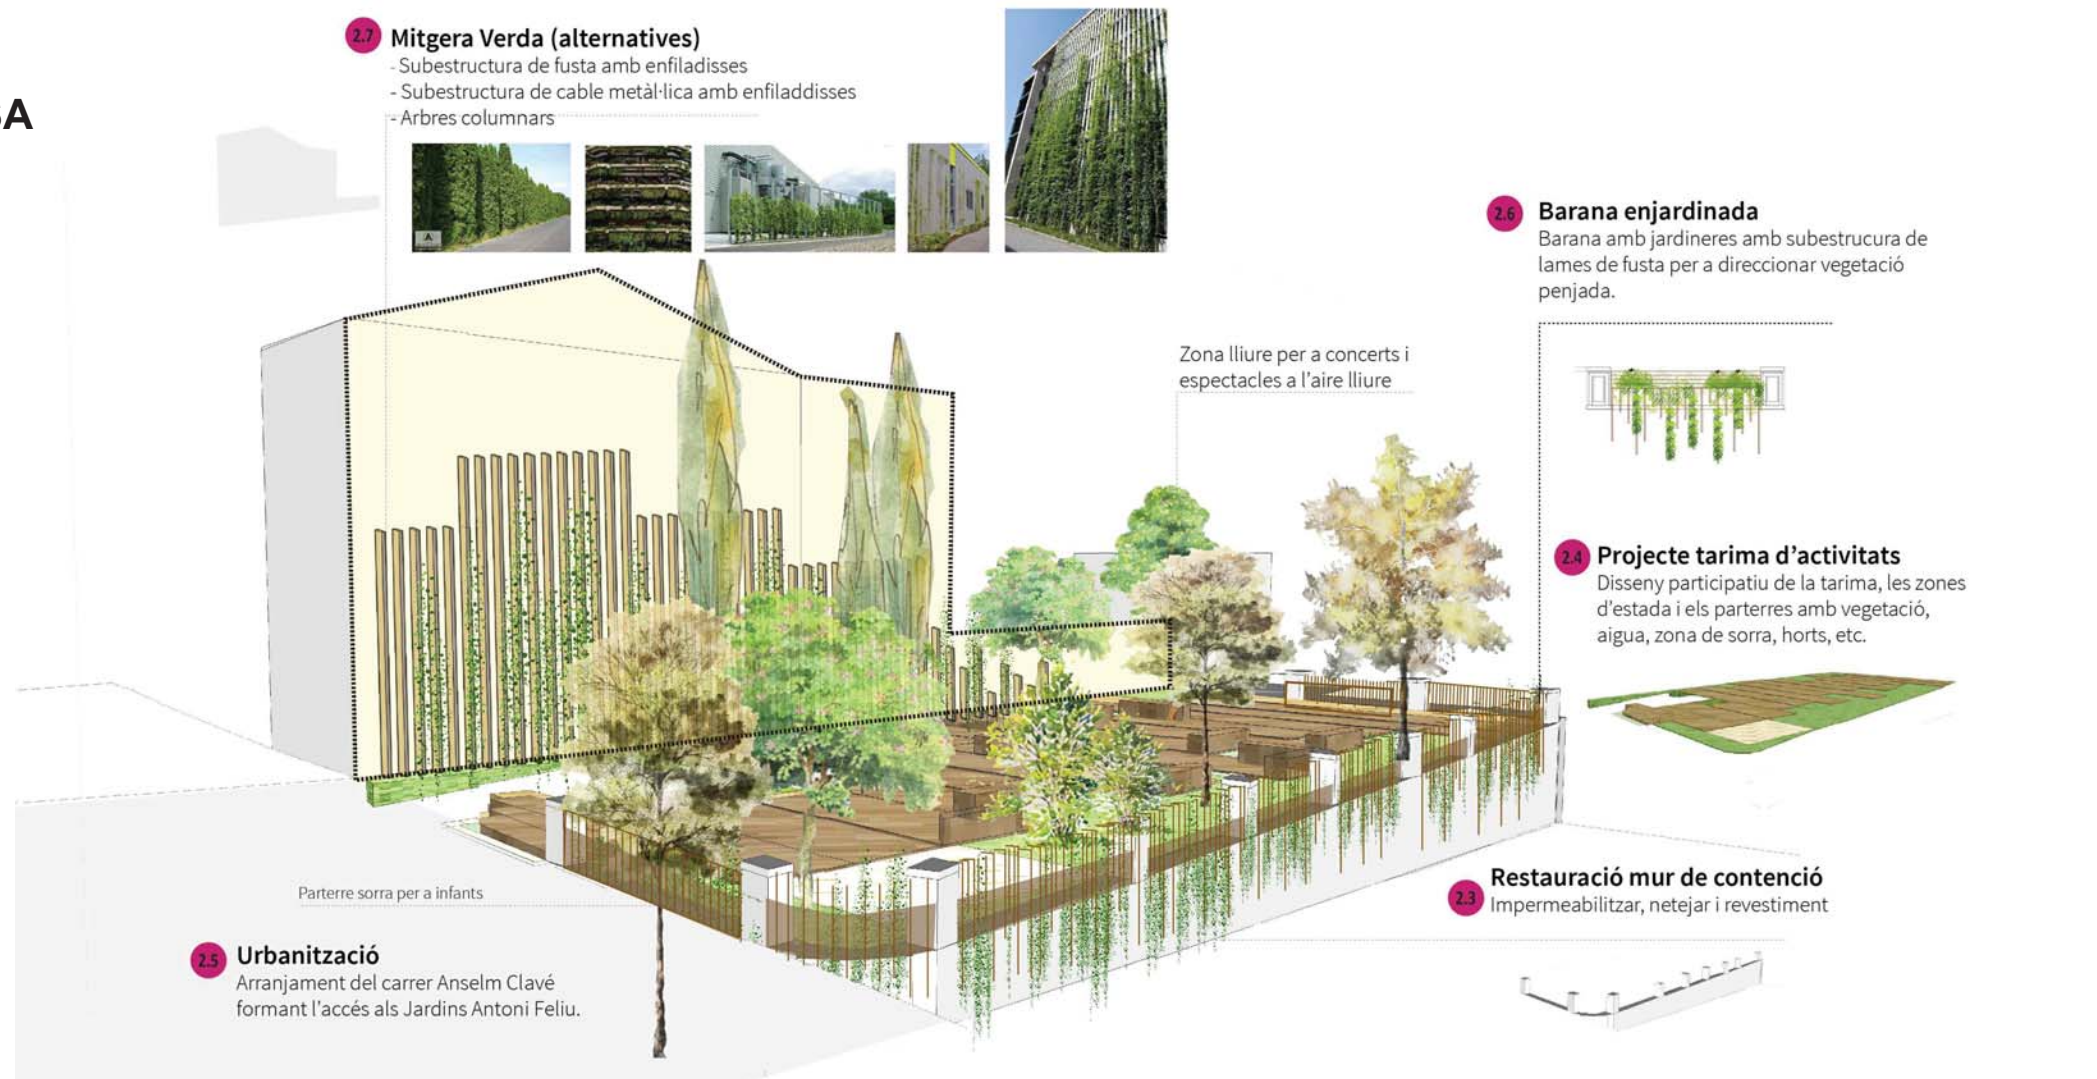 2.7 Mitgera Verda (alternatives)
- Subestructura de fusta amb enfiladisses
- Subestructura de cable metàl·lica amb enfiladdisses
- Arbres columnars
A
2.6 Barana enjardinada
Barana amb jardineres amb subestrucura de
lames de fusta per a direccionar vegetació
penjada.
Zona lliure per a concerts i
espectacles a l'aire lliure
2.4 Projecte tarima d'activitats
Disseny participatiu de la tarima, les zones
d'estada i els parterres amb vegetació,
aigua, zona de sorra, horts, etc.
2.3 Restauració mur de contenció
Impermeabilitzar, netejar i revestiment
Parterre sorra per a infants
2.5 Urbanització
Arranjament del carrer Anselm Clavé
formant l'accés als Jardins Antoni Feliu.